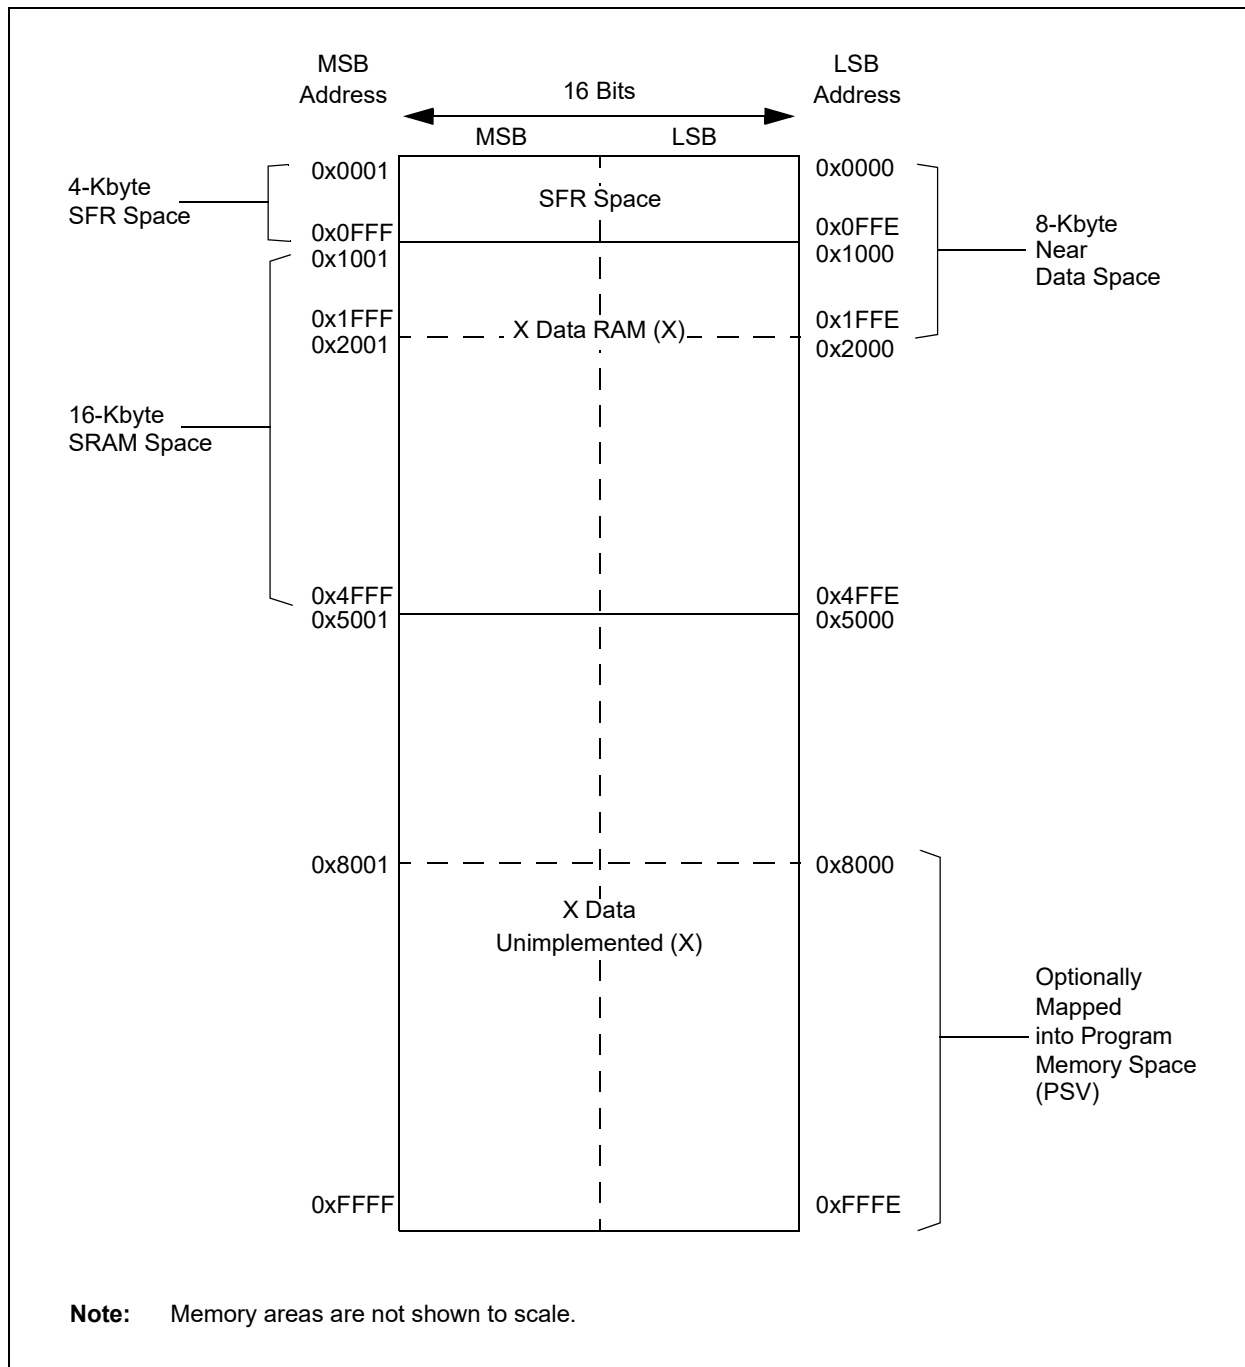 MSB
Address
LSB
Address
16 Bits
MSB
LSB
4-Kbyte
SFR Space
0x0001
SFR Space
0x0000
0x0FFF
0x0FFE
0x1001
0x1000
8-Kbyte
Near
Data Space
0x1FFF
X Data RAM (X)
0x1FFE
0x2001
0x2000
16-Kbyte
SRAM Space
0x4FFF
0x4FFE
0x5001
0x5000
0x8001
0x8000
X Data
Unimplemented (X)
Optionally
Mapped
into Program
Memory Space
(PSV)
0xFFFF
0xFFFE
Note: Memory areas are not shown to scale.